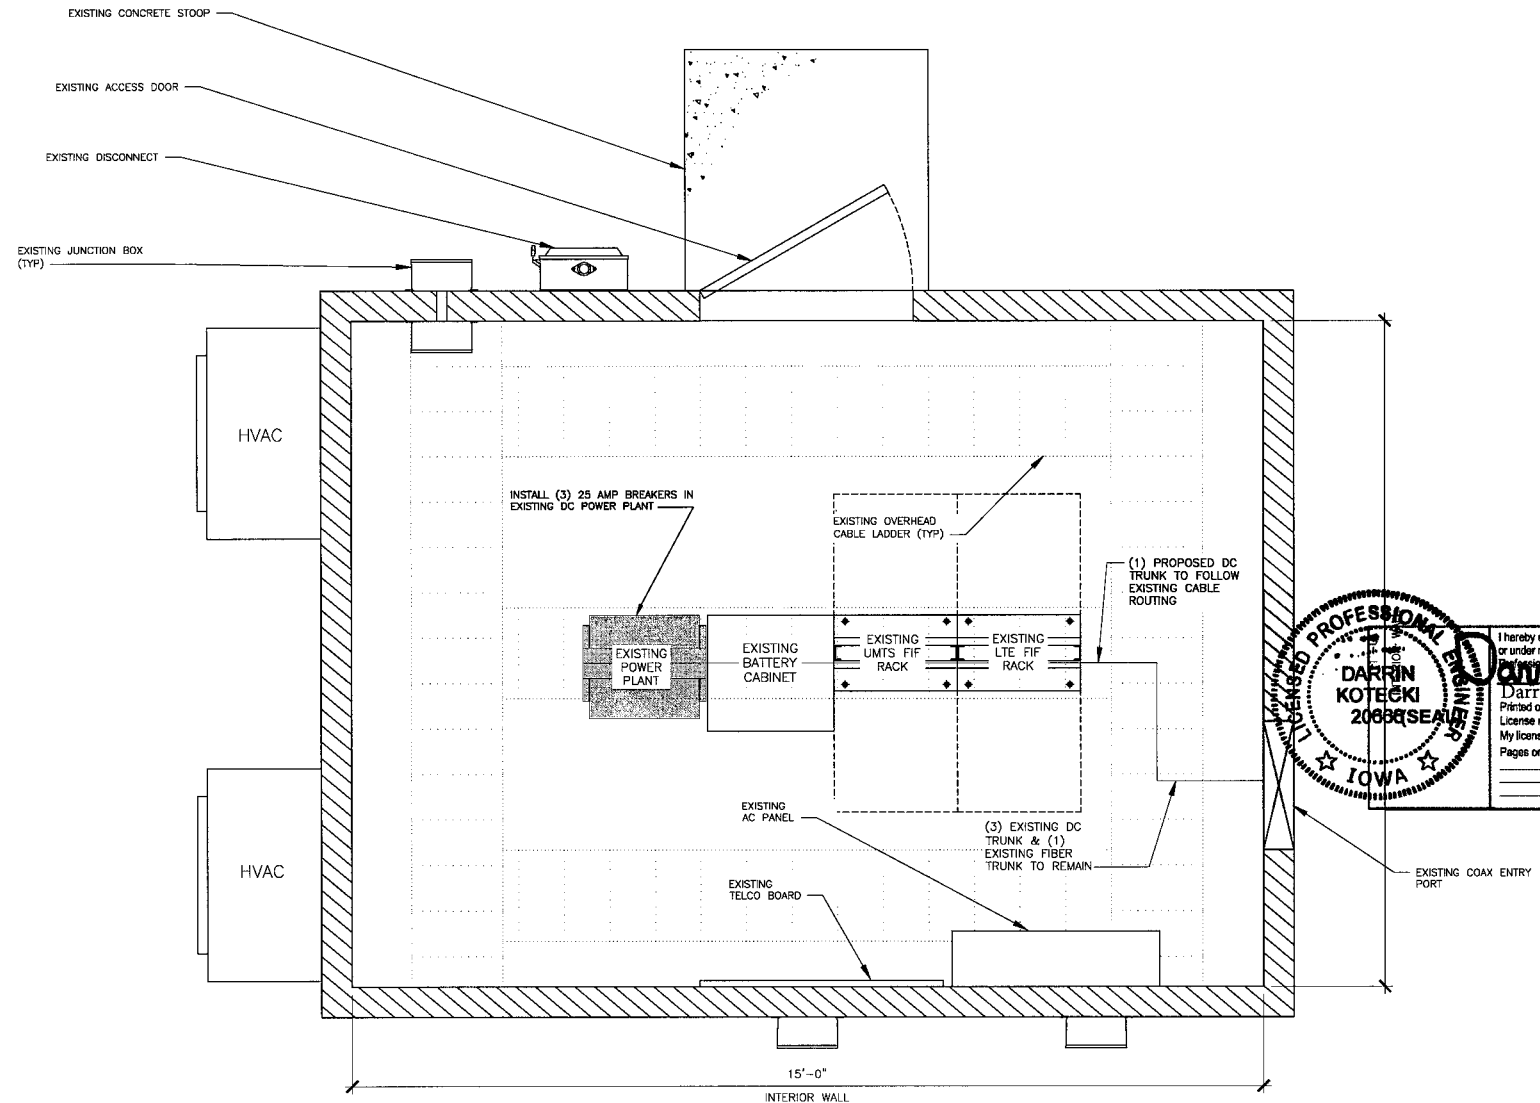 EXISTING CONCRETE STOOP
EXISTING ACCESS DOOR
EXISTING DISCONNECT
EXISTING JUNCTION BOX
(TYP)
HVAC
INSTALL (3) 25 AMP BREAKERS IN
EXISTING DC POWER PLANT
EXISTING OVERHEAD
CABLE LADDER (TYP)
(1) PROPOSED DC
TRUNK TO FOLLOW
EXISTING CABLE
ROUTING
EXISTING
POWER
PLANT
EXISTING
BATTERY
CABINET
EXISTING
UMTS FIF
RACK
EXISTING
LTE FIF
RACK
LICENSED PROFESSIONAL ENGINEER
DARRIN
KOTECKI
(SEAL)
IOWA
I hereby
or under
Darr
Printed
License
My licens
Pages
HVAC
EXISTING
AC PANEL
(3) EXISTING DC
TRUNK & (1)
EXISTING FIBER
TRUNK TO REMAIN
EXISTING
TELCO BOARD
EXISTING COAX ENTRY
PORT
15'-0"
INTERIOR WALL